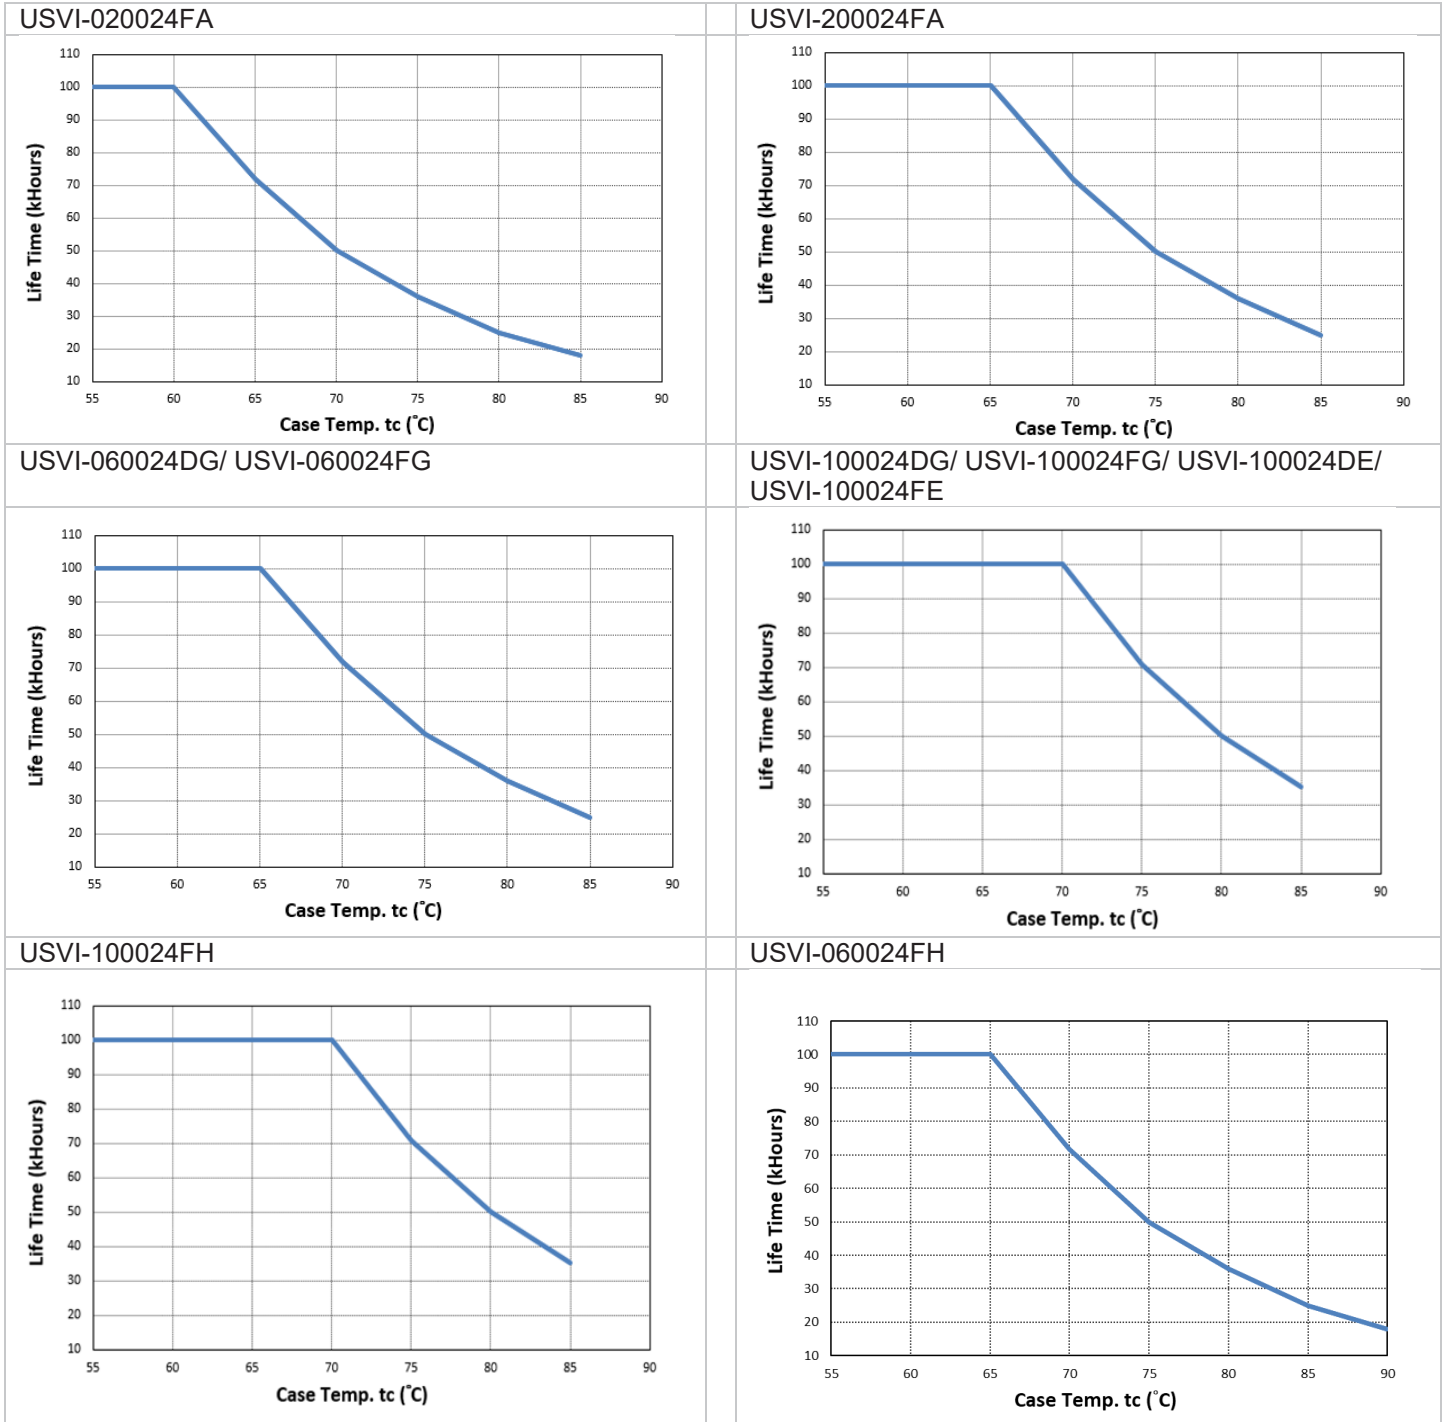 USVI-020024FA
110
100
90
80
70
60
50
40
30
20
10
Life Time (kHours)
55 60 65 70 75 80 85 90
Case Temp. tc (°C)
USVI-200024FA
110
100
90
80
70
60
50
40
30
20
10
Life Time (kHours)
55 60 65 70 75 80 85 90
Case Temp. tc (°C)
USVI-060024DG/ USVI-060024FG
110
100
90
80
70
60
50
40
30
20
10
Life Time (kHours)
55 60 65 70 75 80 85 90
Case Temp. tc (°C)
USVI-100024DG/ USVI-100024FG/ USVI-100024DE/
USVI-100024FE
110
100
90
80
70
60
50
40
30
20
10
Life Time (kHours)
55 60 65 70 75 80 85 90
Case Temp. tc (°C)
USVI-100024FH
110
100
90
80
70
60
50
40
30
20
10
Life Time (kHours)
55 60 65 70 75 80 85 90
Case Temp. tc (°C)
USVI-060024FH
110
100
90
80
70
60
50
40
30
20
10
Life Time (kHours)
55 60 65 70 75 80 85 90
Case Temp. tc (°C)